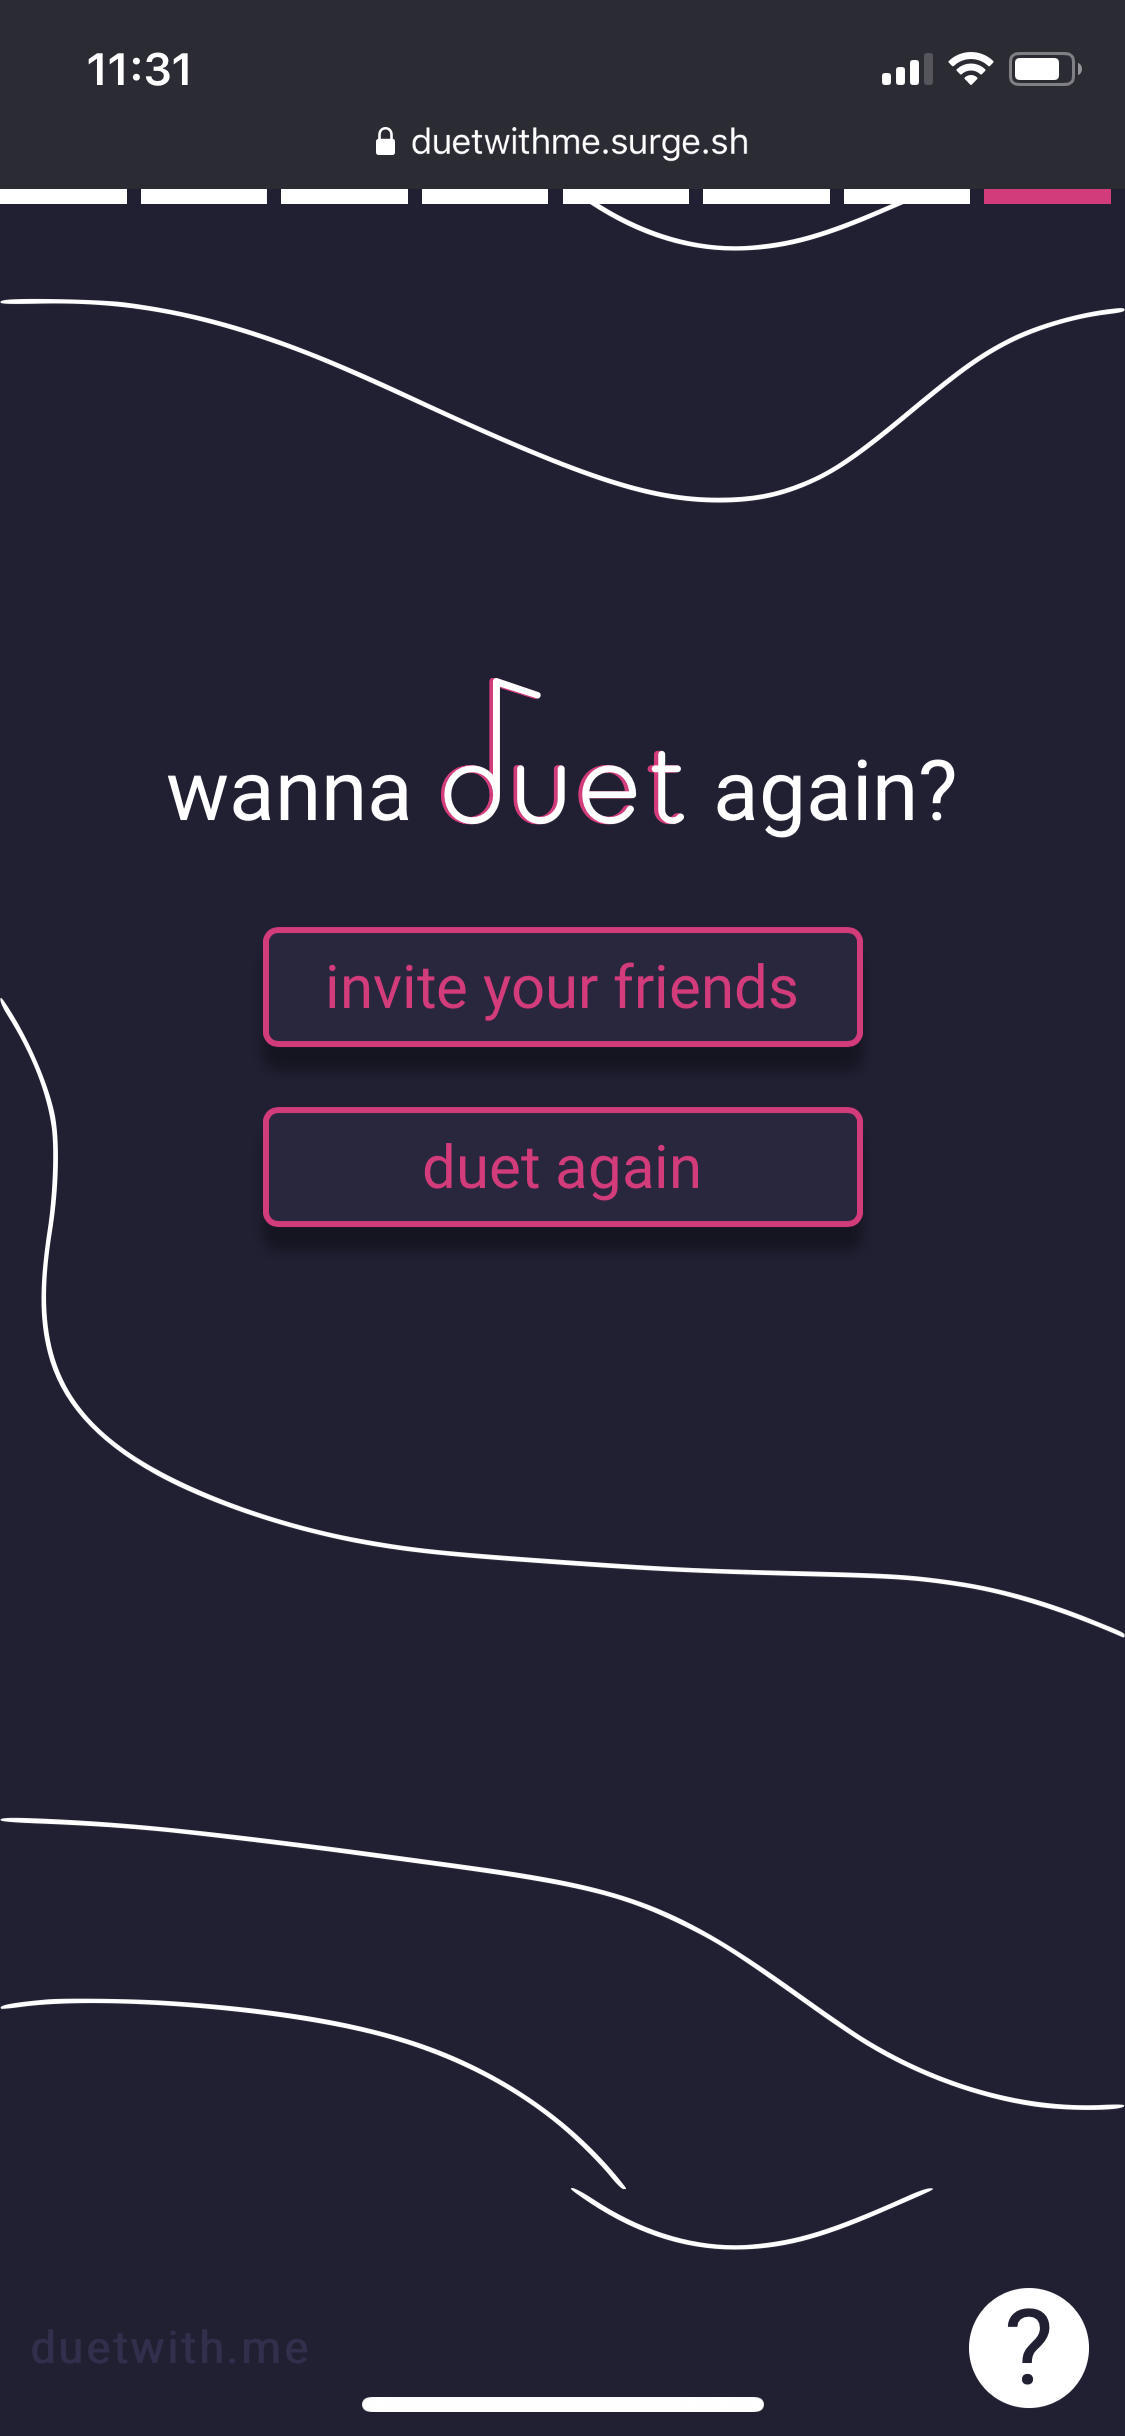 11:31
duetwithme.surge.sh
wanna duet again?
invite your friends
duet again
duetwith.me
?